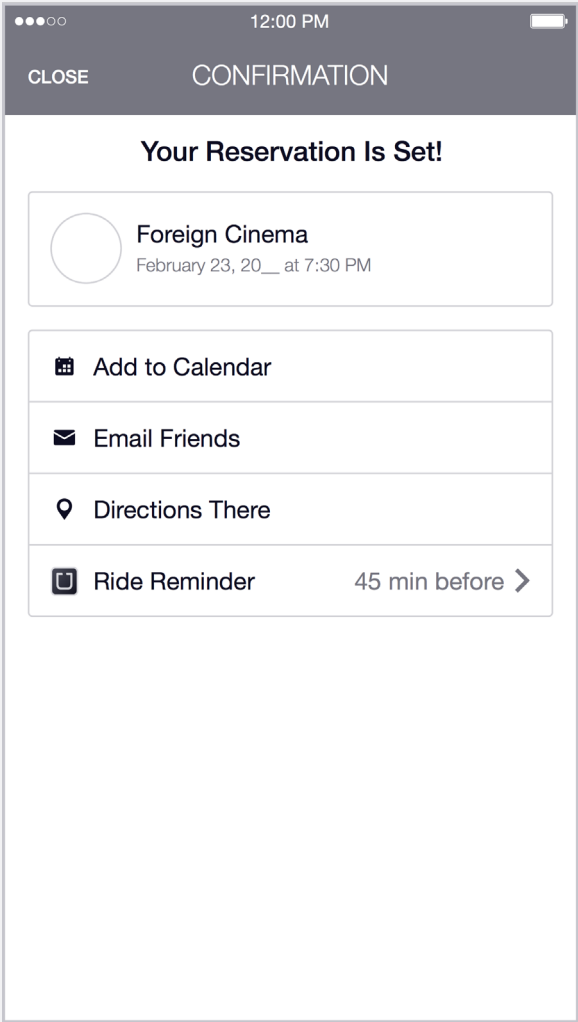 12:00 PM
CLOSE
CONFIRMATION
Your Reservation Is Set!
Foreign Cinema
February 23, 20__ at 7:30 PM
Add to Calendar
Email Friends
Directions There
Ride Reminder
45 min before